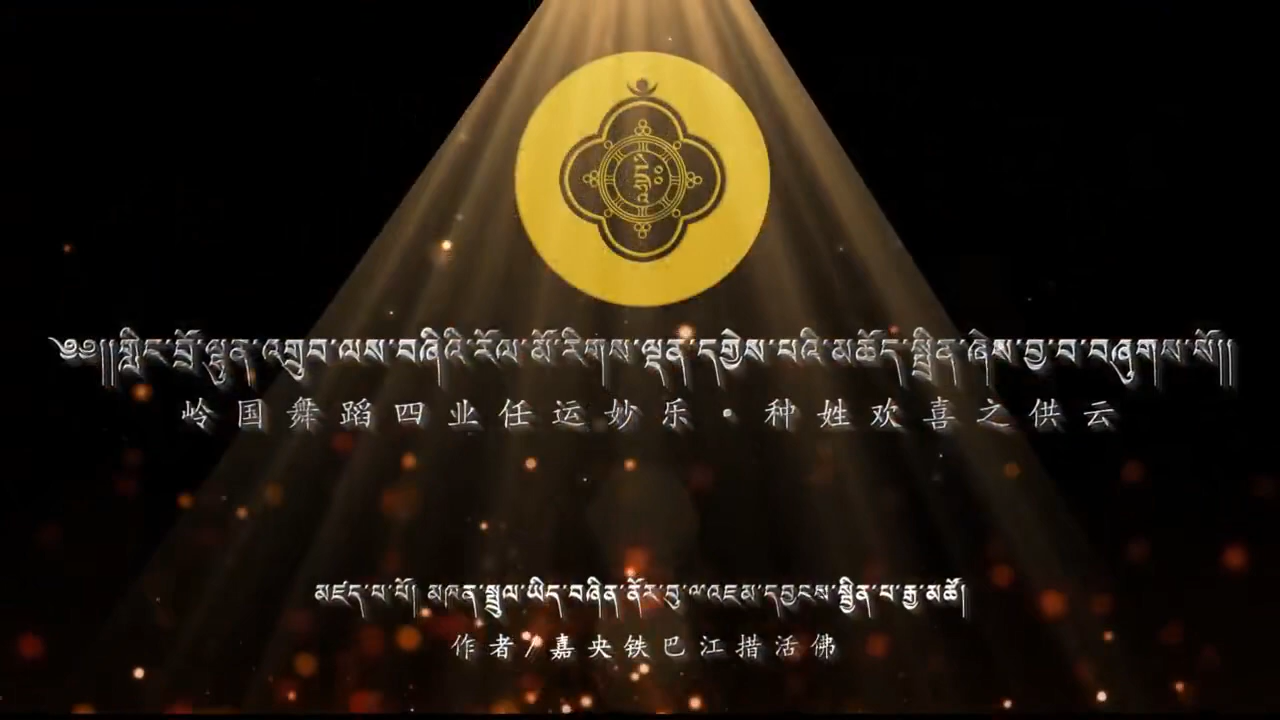 ༄༅།།གླིང་བྲོ་ལྷུན་འགྲུབ་ལས་བཞིའི་རོལ་མོ་རིགས་ལྡན་དགྱེས་པའི་མཆོད་སྤྲིན་ཞེས་བྱ་བ་བཞུགས་སོ།།
岭国舞蹈四业任运妙乐·种姓欢喜之供云
མཛད་པ་པོ། མཁན་སྤྲུལ་ཡིད་བཞིན་ནོར་བུ་འཇམ་དབྱངས་སྦྱིན་པ་རྒྱ་མཚོ།
作者/嘉央铁巴江措活佛